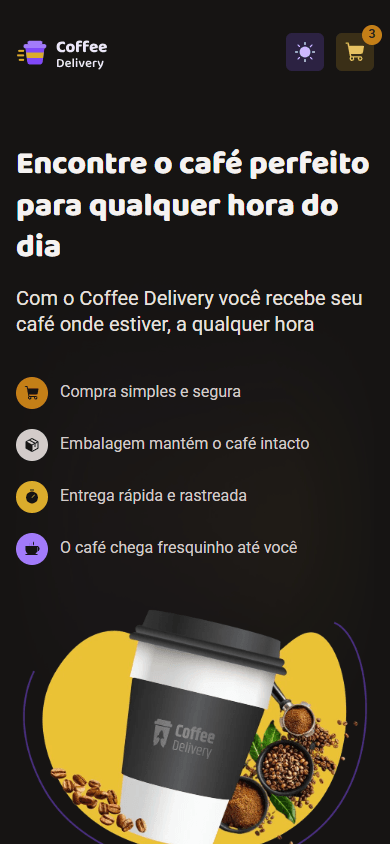 Coffee
Delivery
3
Encontre o café perfeito
para qualquer hora do
dia
Com o Coffee Delivery você recebe seu
café onde estiver, a qualquer hora
Compra simples e segura
Embalagem mantém o café intacto
Entrega rápida e rastreada
O café chega fresquinho até você
Coffee
Delivery